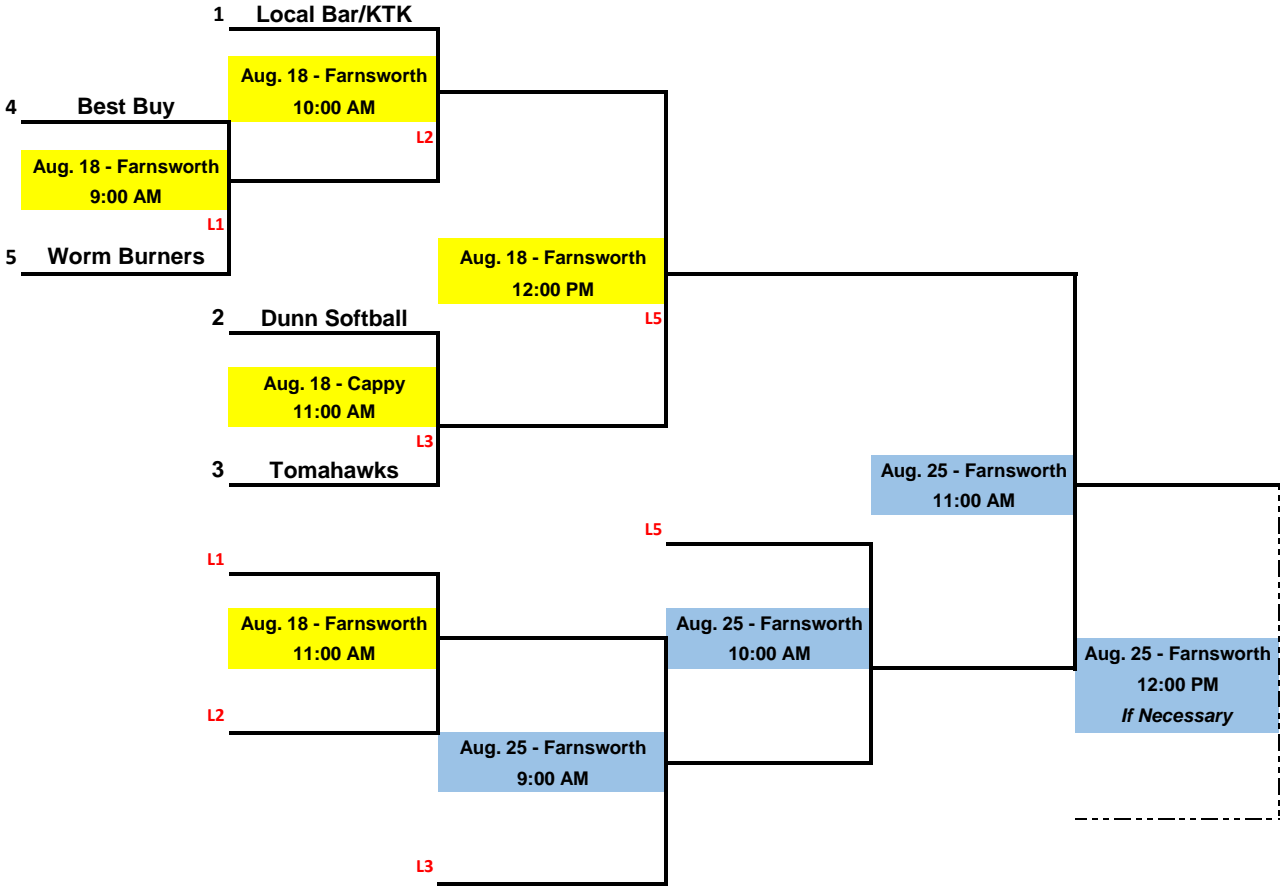 1 Local Bar/KTK
Aug. 18 - Farnsworth
10:00 AM
4 Best Buy
L2
Aug. 18 - Farnsworth
9:00 AM
L1
5 Worm Burners
Aug. 18 - Farnsworth
12:00 PM
2 Dunn Softball
L5
Aug. 18 - Cappy
11:00 AM
L3
3 Tomahawks
Aug. 25 - Farnsworth
11:00 AM
L5
L1
Aug. 18 - Farnsworth
11:00 AM
Aug. 25 - Farnsworth
10:00 AM
Aug. 25 - Farnsworth
12:00 PM
If Necessary
L2
Aug. 25 - Farnsworth
9:00 AM
L3